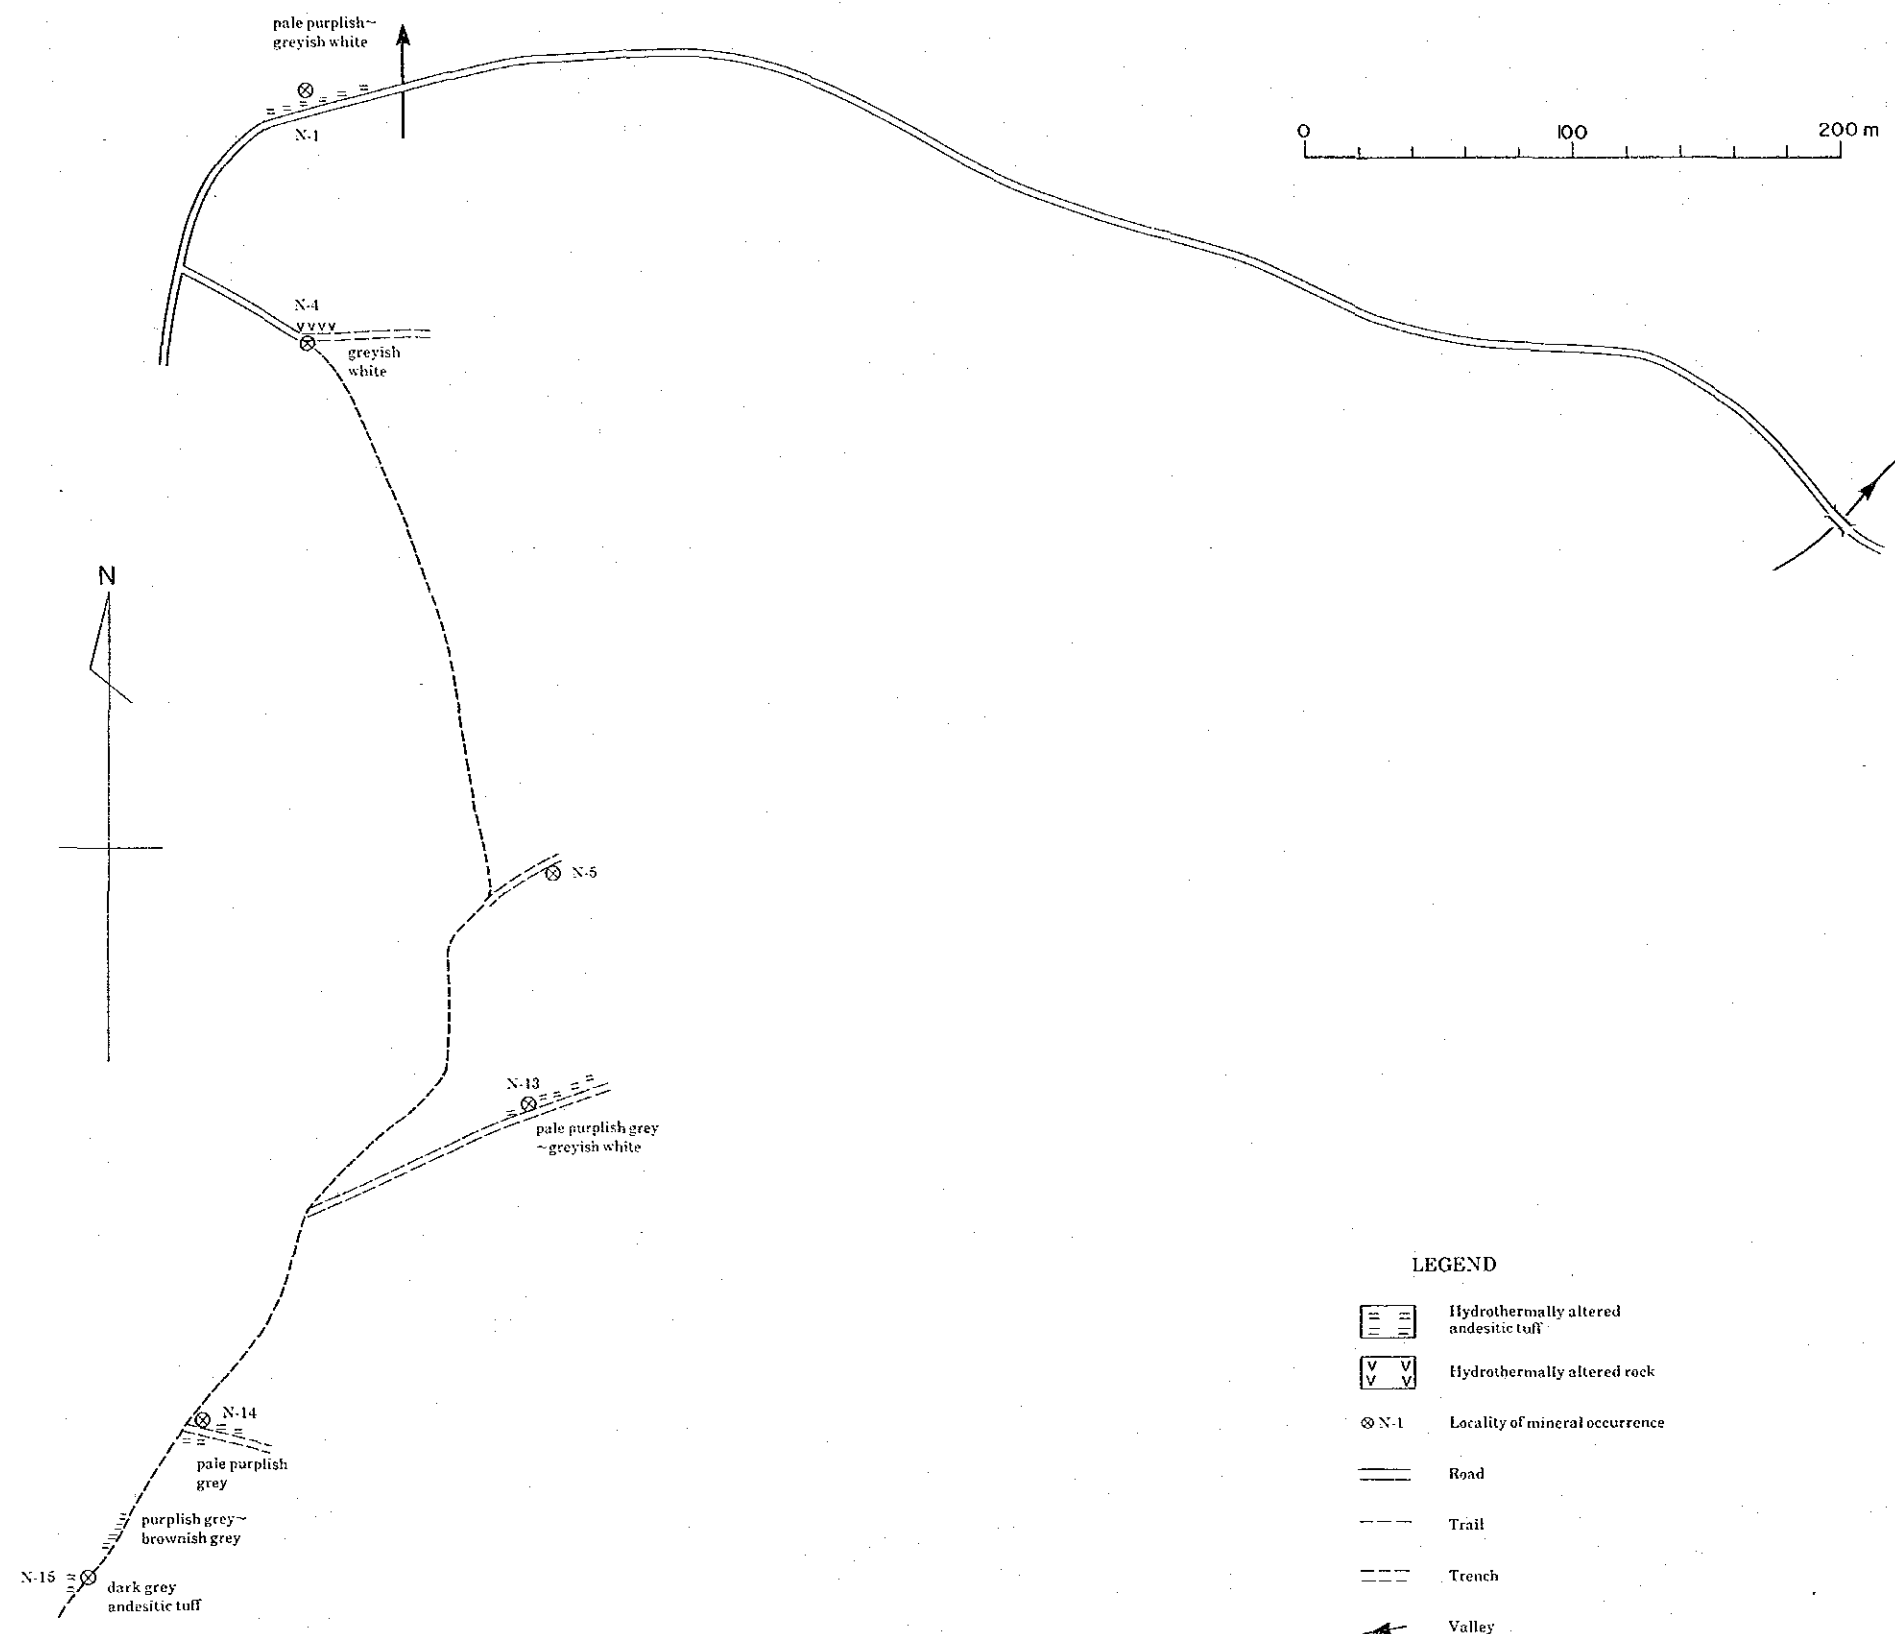 pale purplish~
greyish white
N-1
0 100 200 m
N-4
greyish
white
N
N-5
N-13
pale purplish grey
~greyish white
N-14
pale purplish
grey
purplish grey~
brownish grey
N-15
dark grey
andesitic tuff
LEGEND
Hydrothermally altered
andesitic tuff
Hydrothermally altered rock
N-1 Locality of mineral occurrence
Road
Trail
Trench
Valley